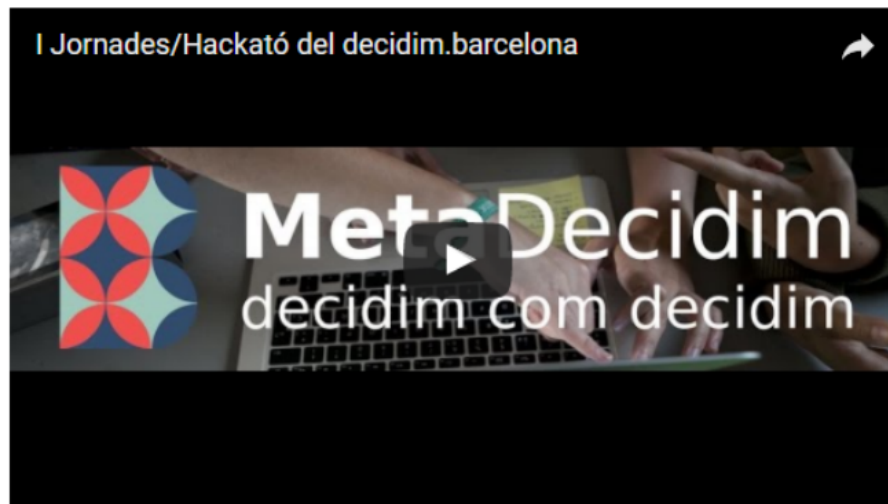 I Jornades/Hackató del decidim.barcelona
MetaDecidim
decidim com decidim